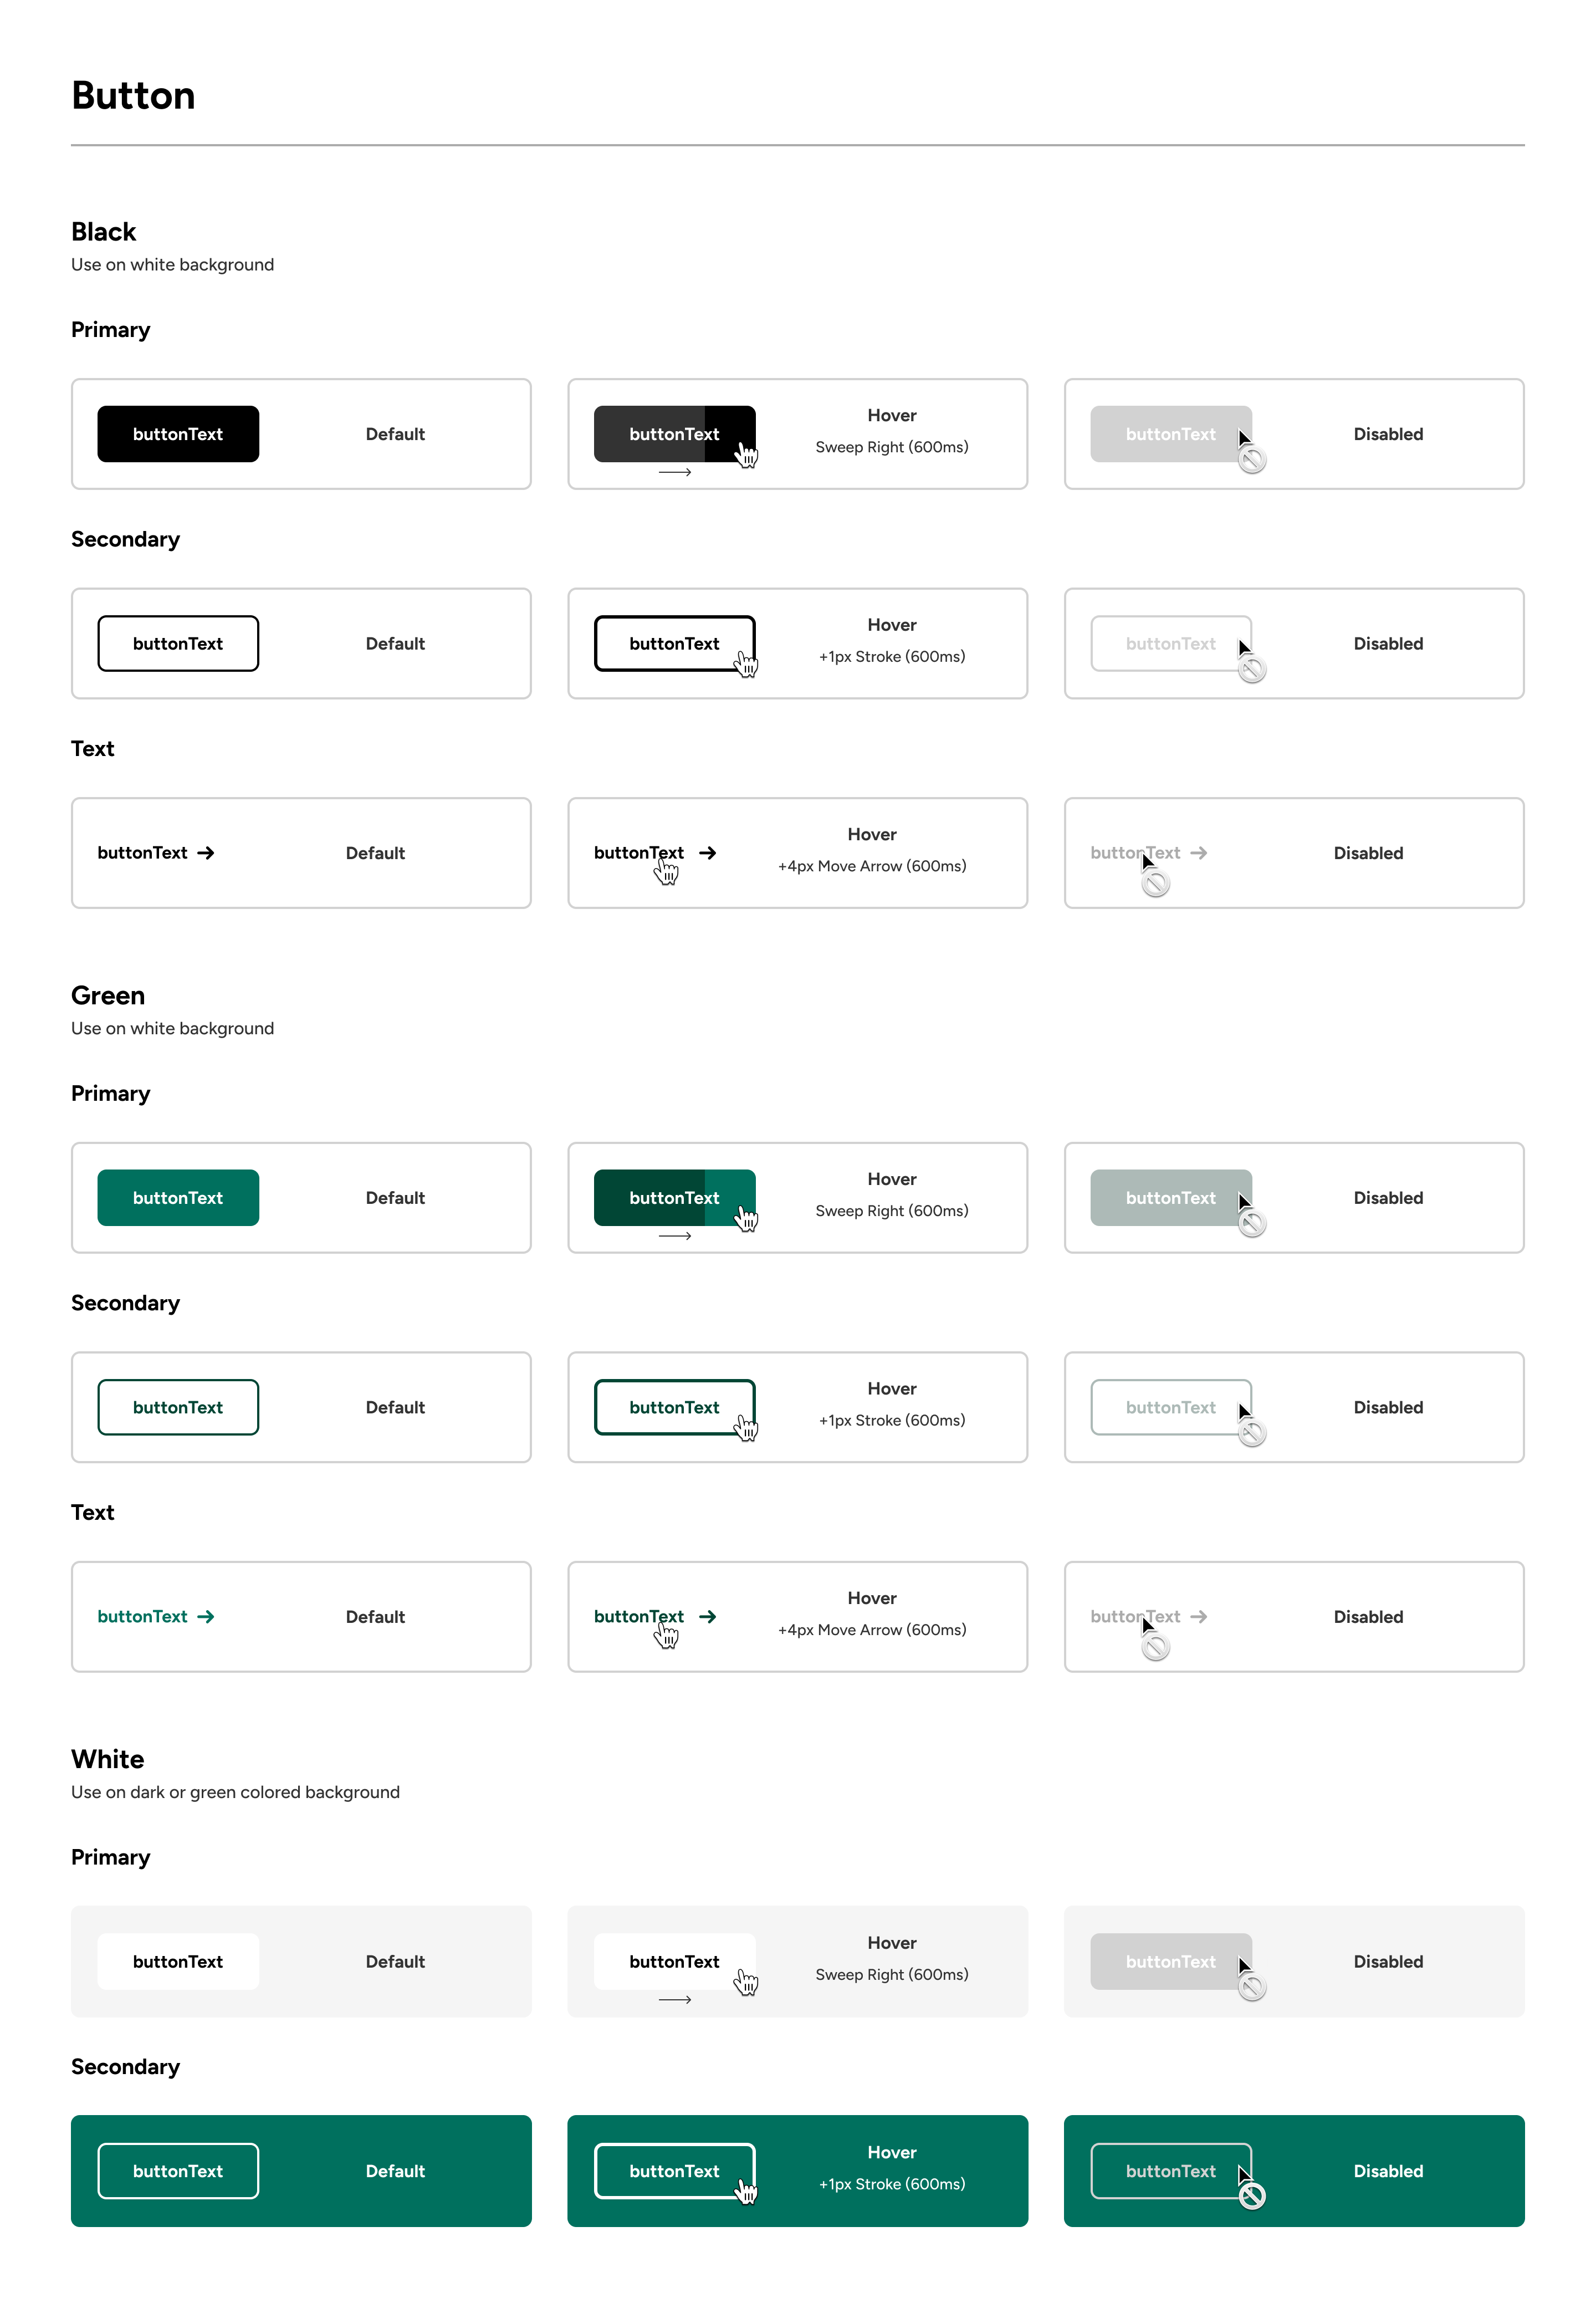 Button
Black
Use on white background
Primary
buttonText
Default
buttonText
Hover
Sweep Right (600ms)
buttonText
Disabled
Secondary
buttonText
Default
buttonText
Hover
+1px Stroke (600ms)
buttonText
Disabled
Text
buttonText
Default
buttonText
Hover
+4px Move Arrow (600ms)
buttonText
Disabled
Green
Use on white background
Primary
buttonText
Default
buttonText
Hover
Sweep Right (600ms)
buttonText
Disabled
Secondary
buttonText
Default
buttonText
Hover
+1px Stroke (600ms)
buttonText
Disabled
Text
buttonText
Default
buttonText
Hover
+4px Move Arrow (600ms)
buttonText
Disabled
White
Use on dark or green colored background
Primary
buttonText
Default
buttonText
Hover
Sweep Right (600ms)
buttonText
Disabled
Secondary
buttonText
Default
buttonText
Hover
+1px Stroke (600ms)
buttonText
Disabled